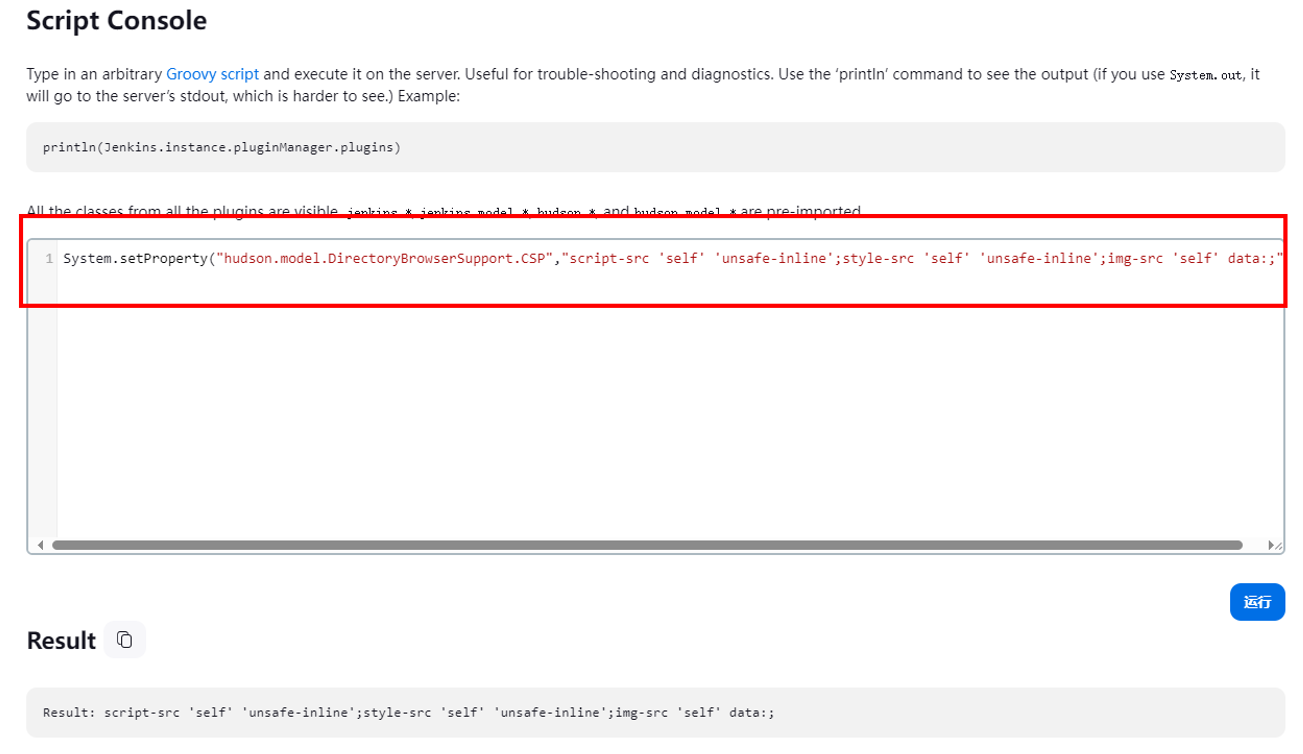 Script Console
Type in an arbitrary Groovy script and execute it on the server. Useful for trouble-shooting and diagnostics. Use the ‘println’ command to see the output (if you use System.out, it
will go to the server’s stdout, which is harder to see.) Example:
println(Jenkins.instance.pluginManager.plugins)
All the classes from all the plugins are visible. jenkins.*, jenkins.model.*, hudson.*, and hudson.model.* are pre-imported.
1 System.setProperty("hudson.model.DirectoryBrowserSupport.CSP","script-src 'self' 'unsafe-inline';style-src 'self' 'unsafe-inline';img-src 'self' data:;"
运行
Result
Result: script-src 'self' 'unsafe-inline';style-src 'self' 'unsafe-inline';img-src 'self' data:;